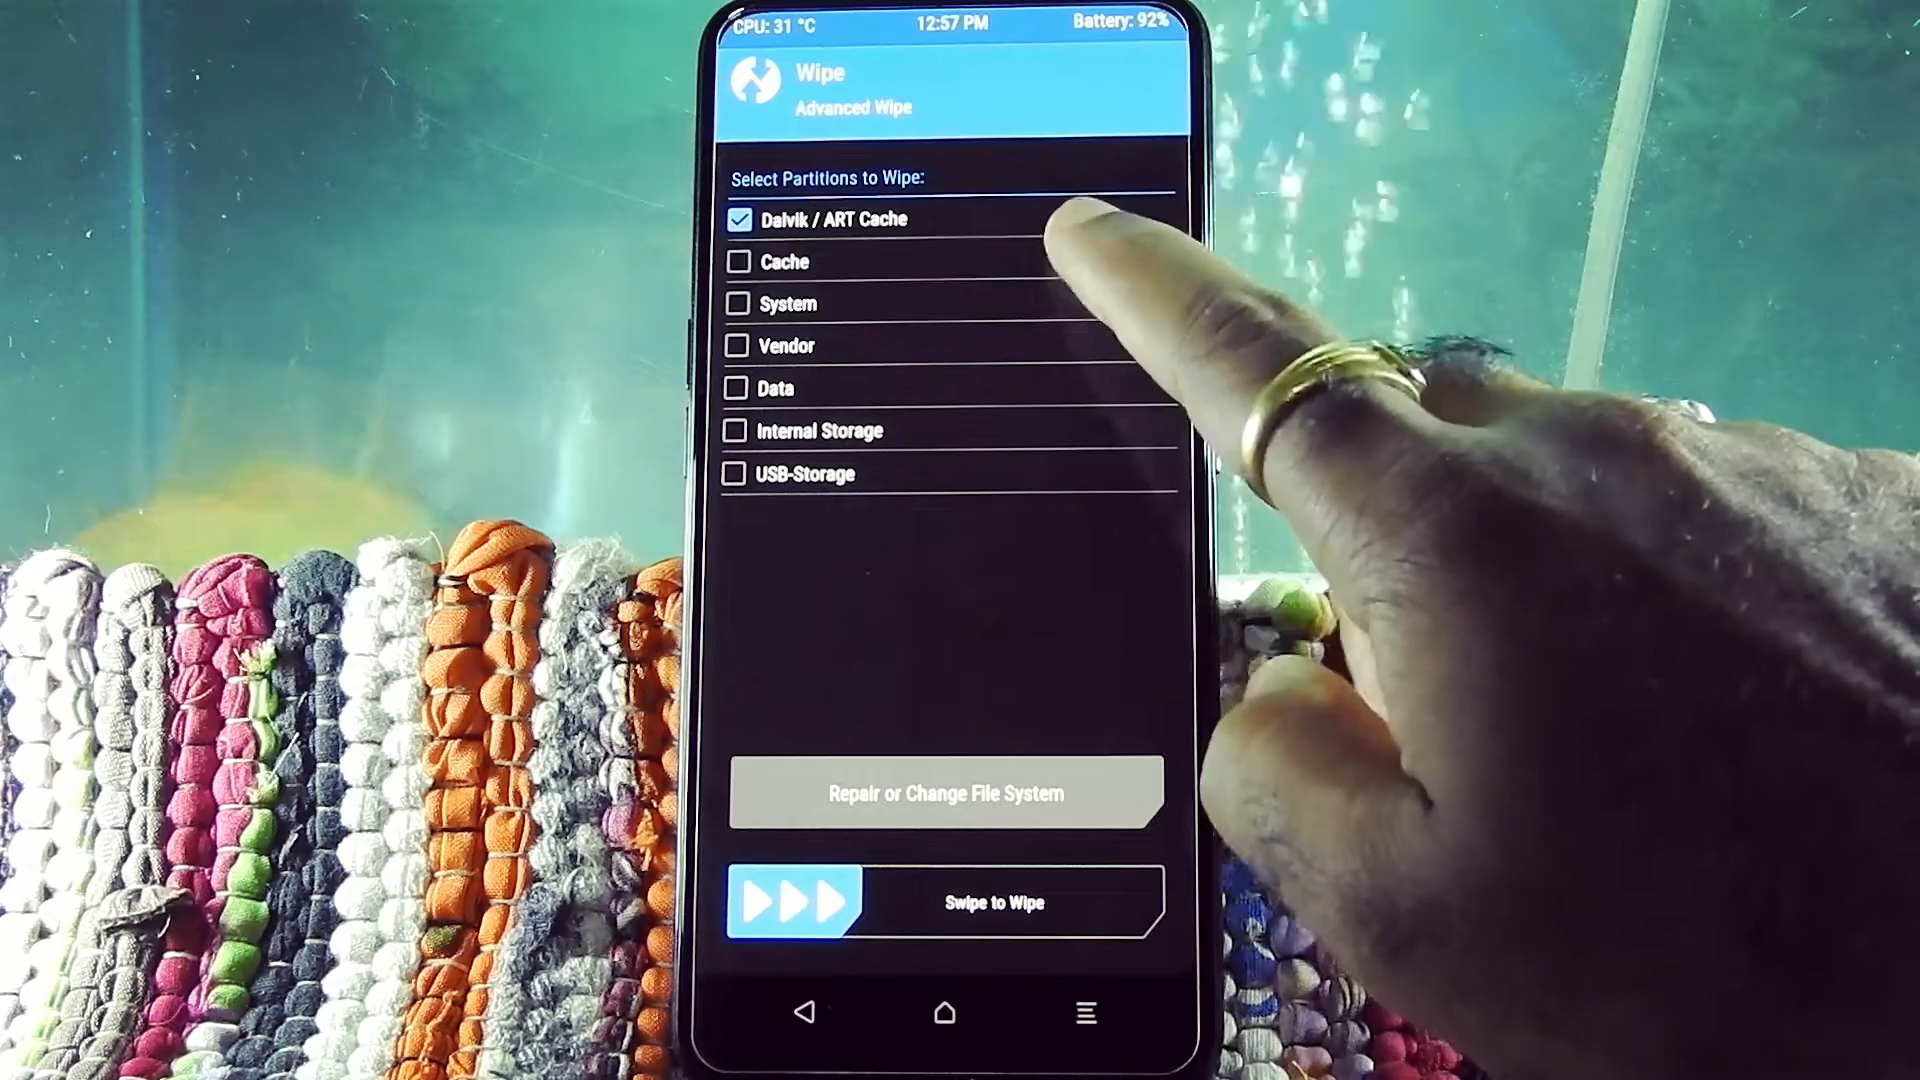 CPU: 31 °C 12:57 PM Battery: 92%
Wipe
Advanced Wipe
Select Partitions to Wipe:
Dalvik / ART Cache
Cache
System
Vendor
Data
Internal Storage
USB-Storage
Repair or Change File System
Swipe to Wipe